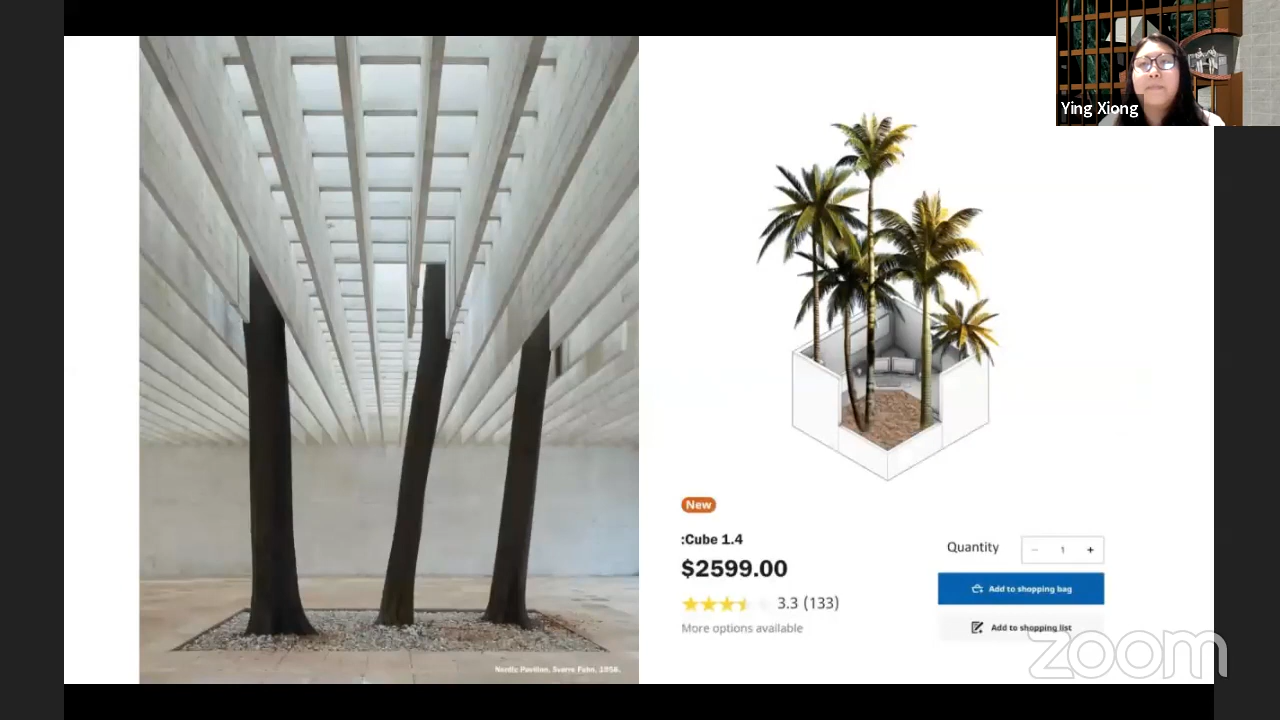 Ying Xiong
Nordic Pavilion, Sverre Fehn, 1958.
New
:Cube 1.4
$2599.00
3.3 (133)
More options available
Quantity
− 1 +
Add to shopping bag
Add to shopping list
zoom